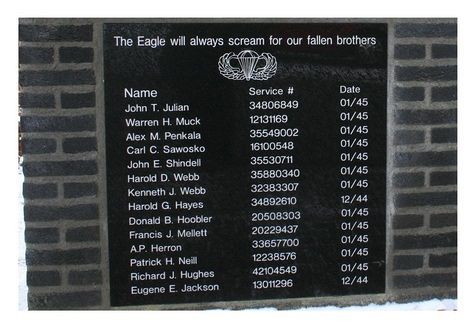 The Eagle will always scream for our fallen brothers
Name Service # Date
John T. Julian 34806849 01/45
Warren H. Muck 12131169 01/45
Alex M. Penkala 35549002 01/45
Carl C. Sawosko 16100548 01/45
John E. Shindell 35530711 01/45
Harold D. Webb 35880340 01/45
Kenneth J. Webb 32383307 01/45
Harold G. Hayes 34892610 12/44
Donald B. Hoobler 20508303 01/45
Francis J. Mellett 20229437 01/45
A.P. Herron 33657700 01/45
Patrick H. Neill 12238576 01/45
Richard J. Hughes 42104549 01/45
Eugene E. Jackson 13011296 12/44